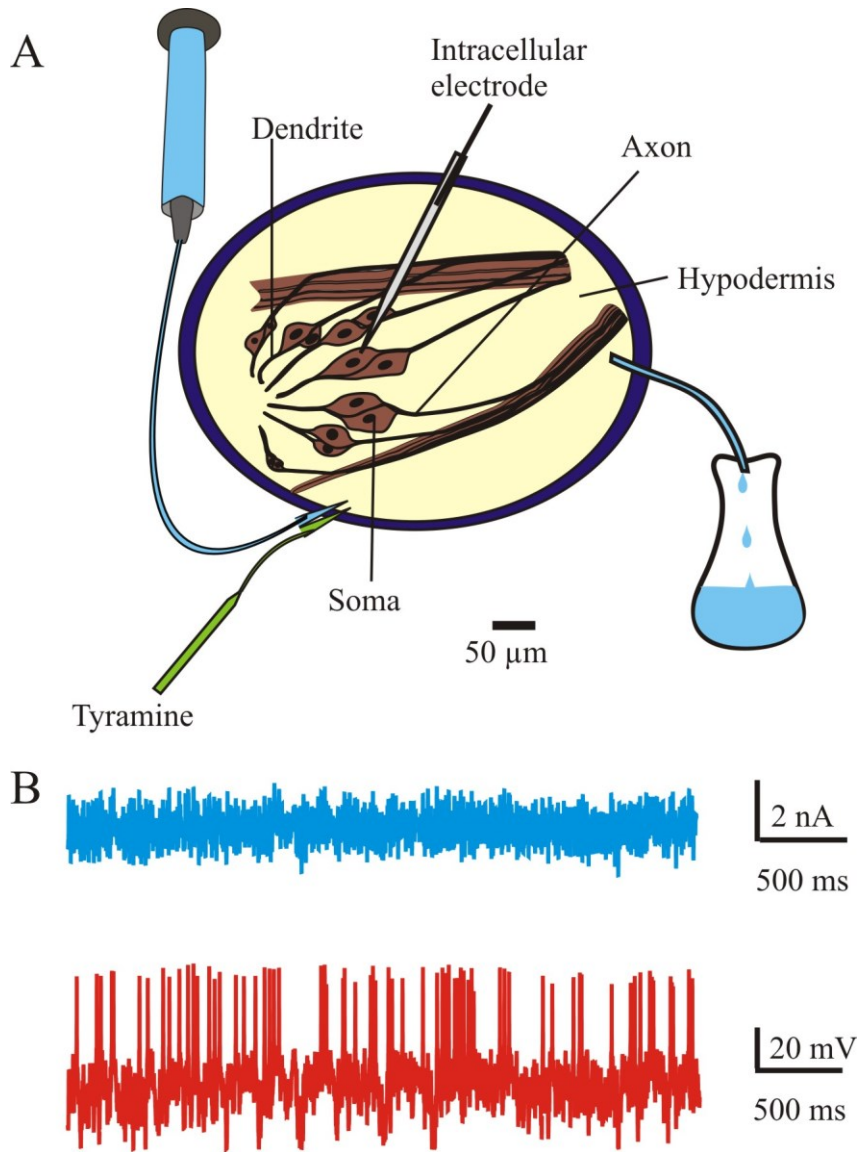 A
Intracellular
electrode
Dendrite
Axon
Hypodermis
Soma
50 µm
Tyramine
B
2 nA
500 ms
20 mV
500 ms